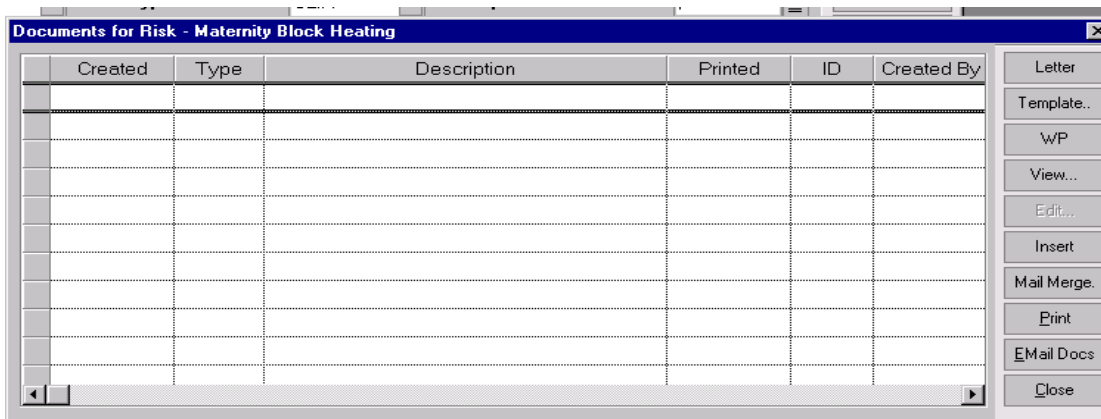 Documents for Risk - Maternity Block Heating
Created Type Description Printed ID Created By
Letter
Template..
WP
View...
Edit...
Insert
Mail Merge.
Print
EMail Docs
Close